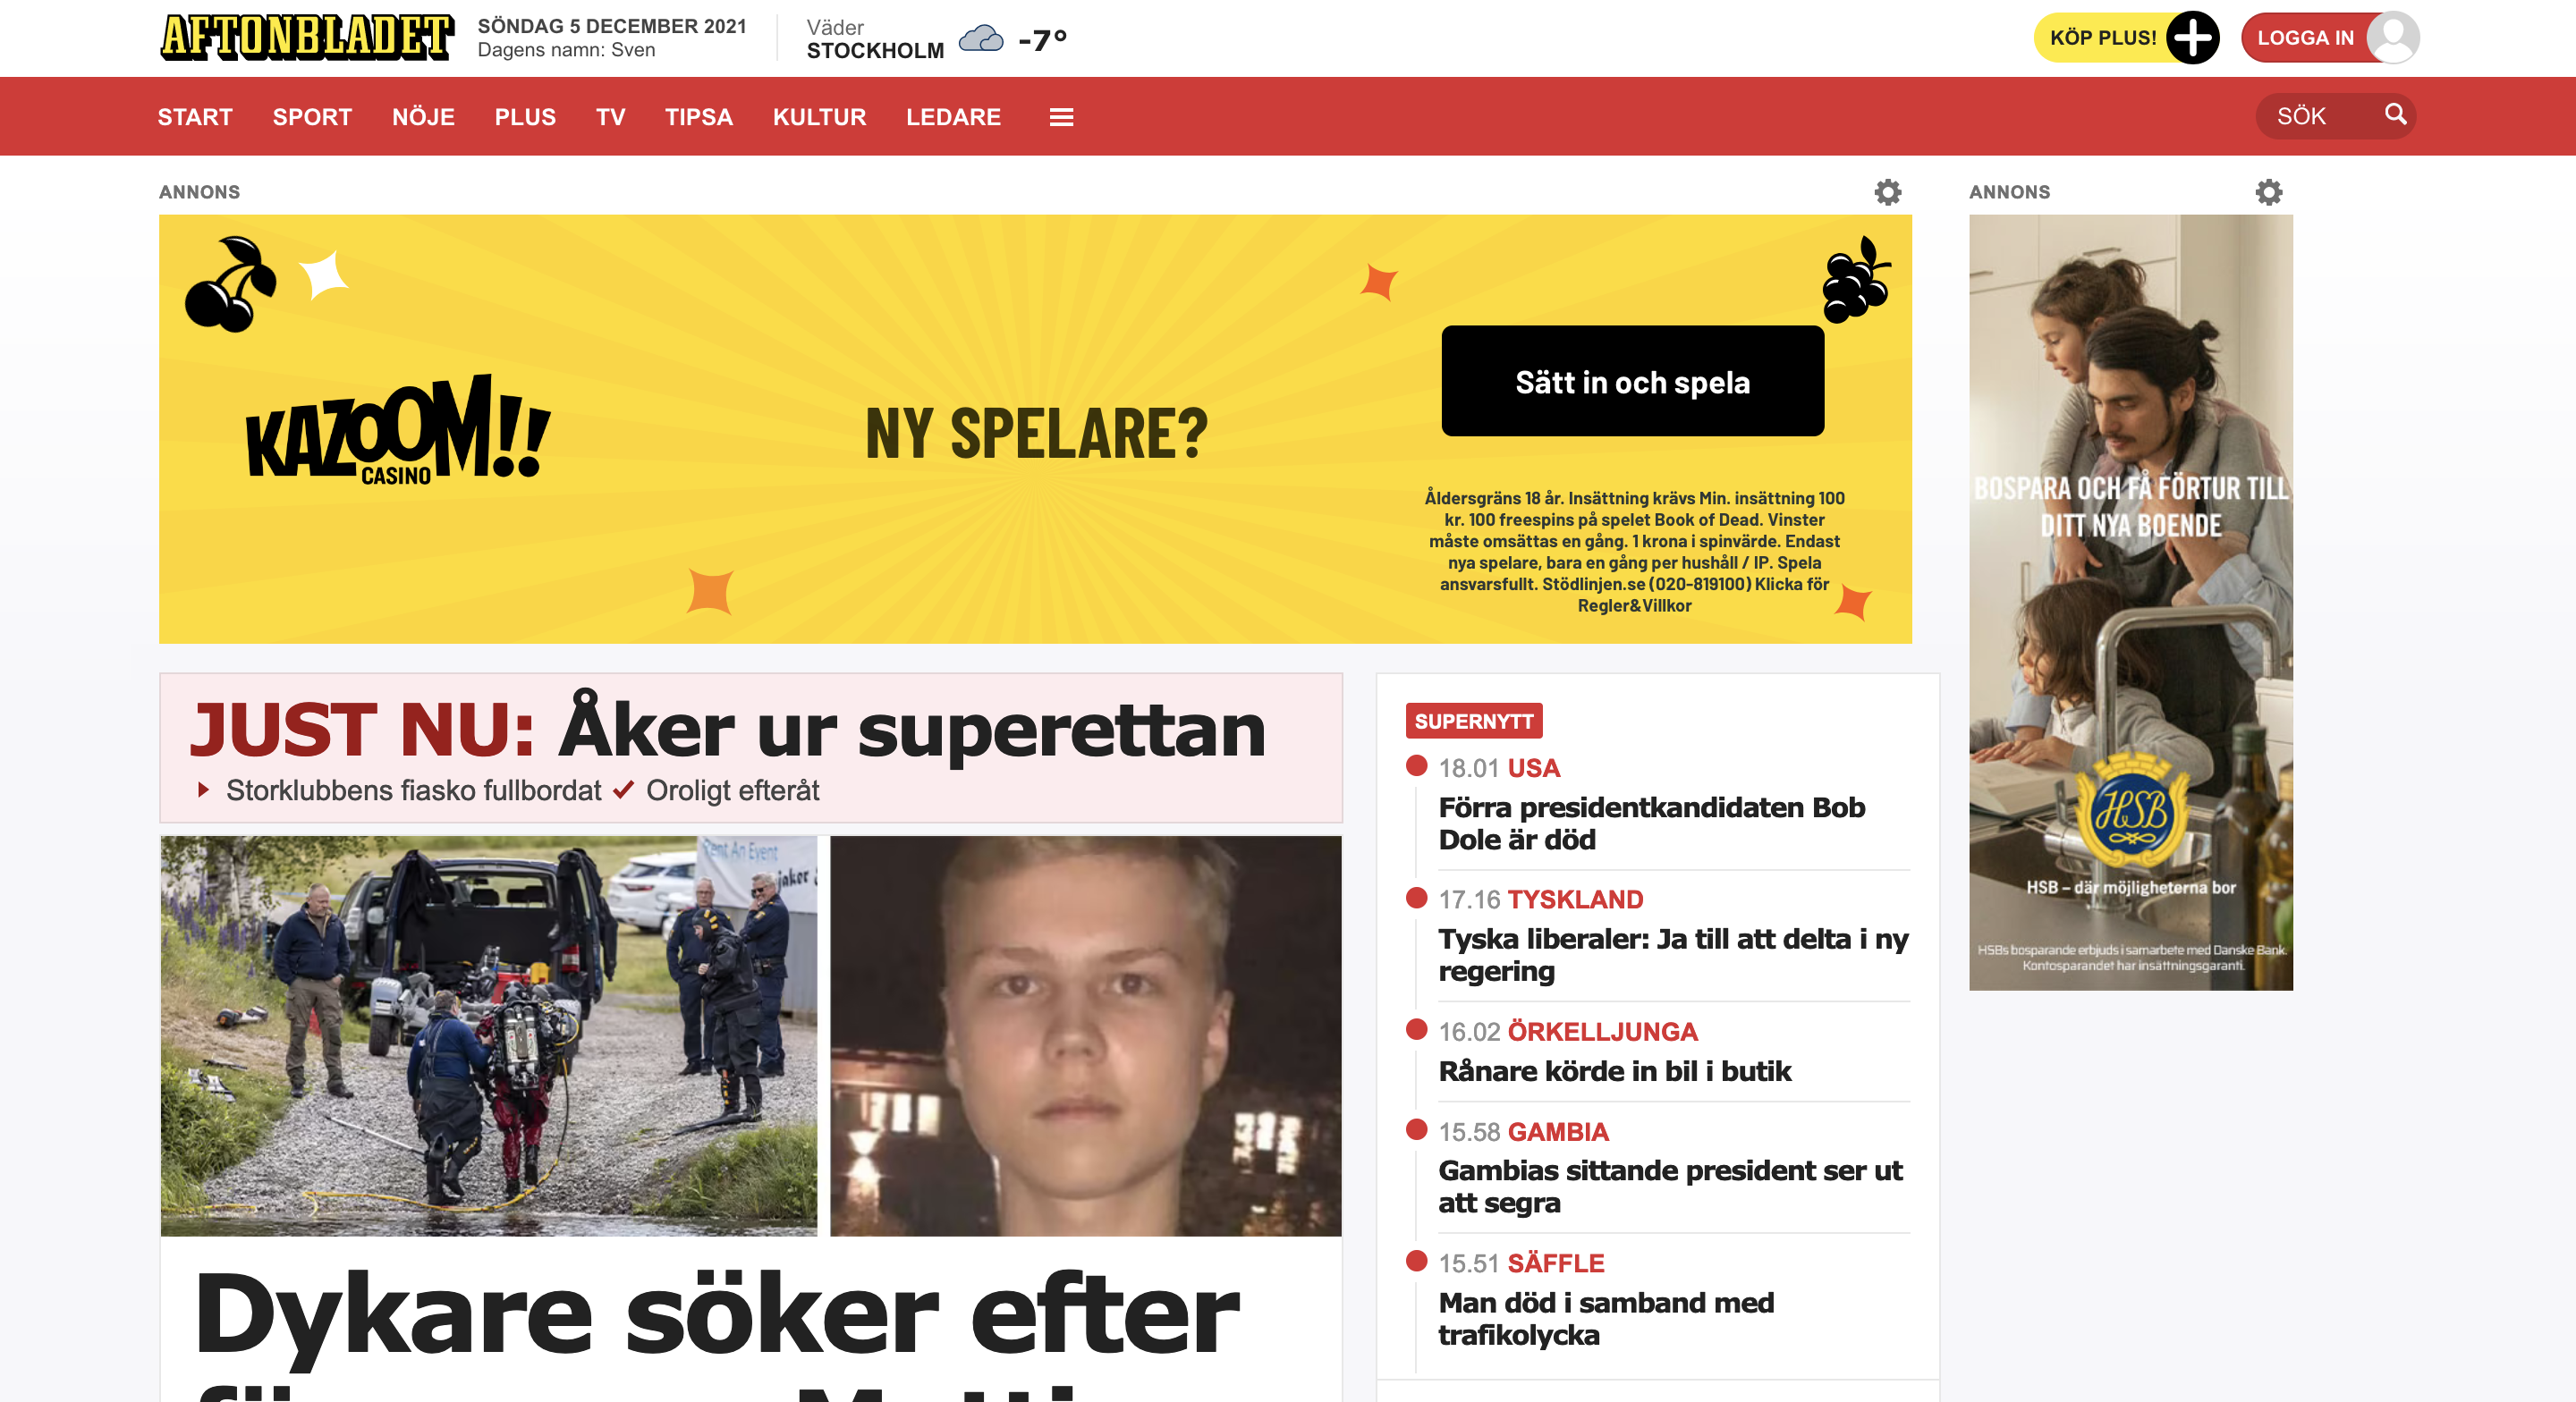 AFTONBLADET
SÖNDAG 5 DECEMBER 2021
Dagens namn: Sven
Väder
STOCKHOLM
-7°
KÖP PLUS!
LOGGA IN
START SPORT NÖJE PLUS TV TIPSA KULTUR LEDARE
SÖK
ANNONS
KAZOOM!!
CASINO
NY SPELARE?
Sätt in och spela
Åldersgräns 18 år. Insättning krävs Min. insättning 100
kr. 100 freespins på spelet Book of Dead. Vinster
måste omsättas en gång. 1 krona i spinvärde. Endast
nya spelare, bara en gång per hushåll / IP. Spela
ansvarsfullt. Stödlinjen.se (020-819100) Klicka för
Regler&Villkor
ANNONS
BOSPARA OCH FÅ FÖRTUR TILL
DITT NYA BOENDE
HSB
HSB – där möjligheterna bor
HSBs bosparande erbjuds i samarbete med Danske Bank.
Kontosparandet har insättningsgaranti.
JUST NU: Åker ur superettan
Storklubbens fiasko fullbordat ✓ Oroligt efteråt
Rent An Event
jaker
Dykare söker efter
SUPERNYTT
18.01 USA
Förra presidentkandidaten Bob
Dole är död
17.16 TYSKLAND
Tyska liberaler: Ja till att delta i ny
regering
16.02 ÖRKELLJUNGA
Rånare körde in bil i butik
15.58 GAMBIA
Gambias sittande president ser ut
att segra
15.51 SÄFFLE
Man död i samband med
trafikolycka